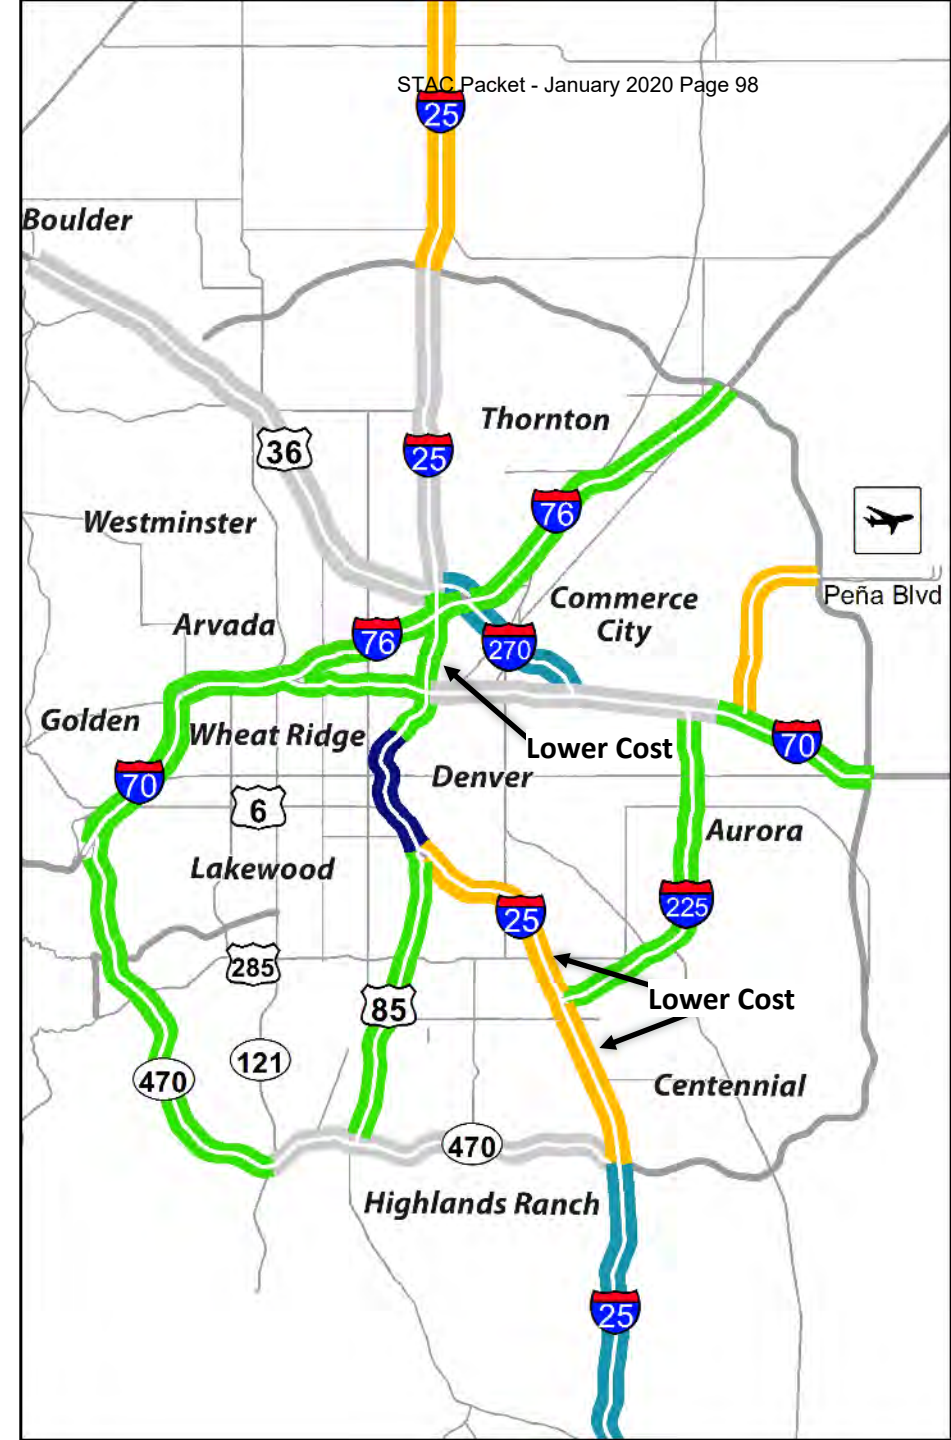 STAC Packet - January 2020 Page 98
25
Boulder
Thornton
36
25
76
Westminster
Peña Blvd
Commerce
City
Arvada
76
270
Golden
Wheat Ridge
Lower Cost
70
70
Denver
6
Aurora
Lakewood
225
25
285
Lower Cost
85
121
470
Centennial
470
Highlands Ranch
25